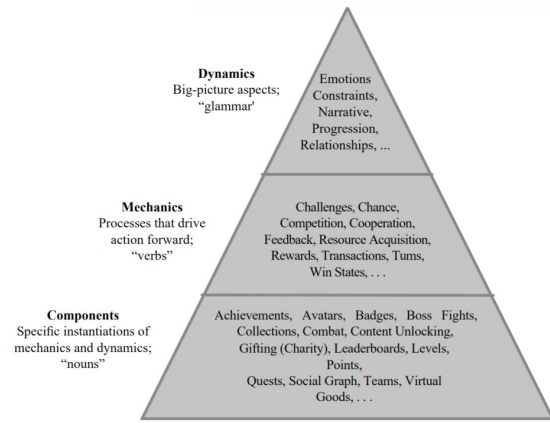 Dynamics
Big-picture aspects;
“glammar'
Emotions
Constraints,
Narrative,
Progression,
Relationships, ...
Mechanics
Processes that drive
action forward;
“verbs”
Challenges, Chance,
Competition, Cooperation,
Feedback, Resource Acquisition,
Rewards, Transactions, Tums,
Win States, . . .
Components
Specific instantiations of
mechanics and dynamics;
“nouns”
Achievements, Avatars, Badges, Boss Fights,
Collections, Combat, Content Unlocking,
Gifting (Charity), Leaderboards, Levels,
Points,
Quests, Social Graph, Teams, Virtual
Goods, . . .